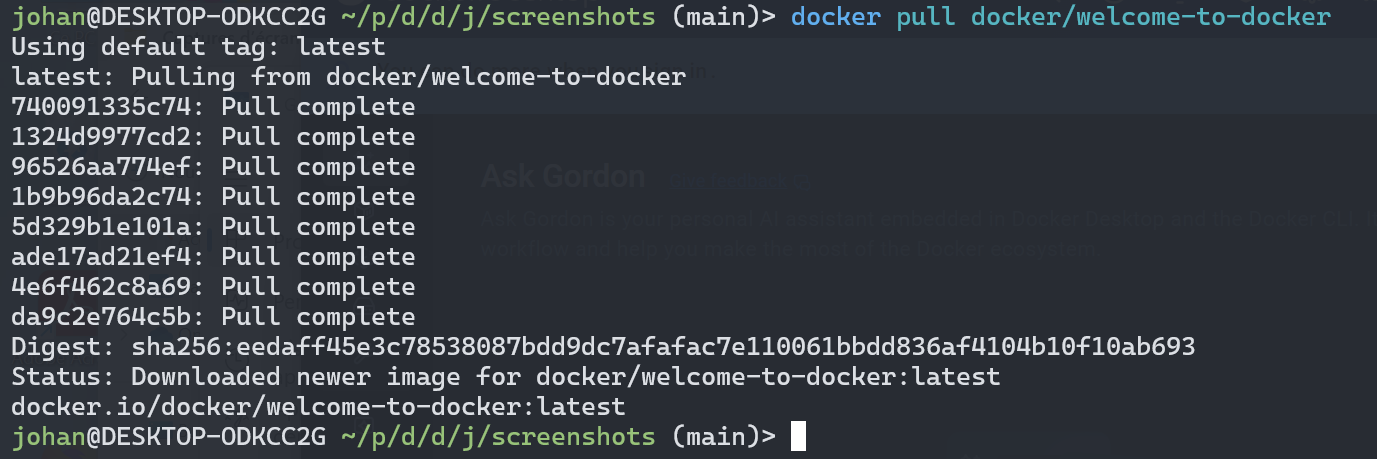 johan@DESKTOP-ODKCC2G ~/p/d/d/j/screenshots (main)> docker pull docker/welcome-to-docker
Using default tag: latest
latest: Pulling from docker/welcome-to-docker
740091335c74: Pull complete
1324d9977cd2: Pull complete
96526aa774ef: Pull complete
1b9b96da2c74: Pull complete
5d329b1e101a: Pull complete
ade17ad21ef4: Pull complete
4e6f462c8a69: Pull complete
da9c2e764c5b: Pull complete
Digest: sha256:eedaff45e3c78538087bdd9dc7afafac7e110061bbdd836af4104b10f10ab693
Status: Downloaded newer image for docker/welcome-to-docker:latest
docker.io/docker/welcome-to-docker:latest
johan@DESKTOP-ODKCC2G ~/p/d/d/j/screenshots (main)>
Ask Gordon